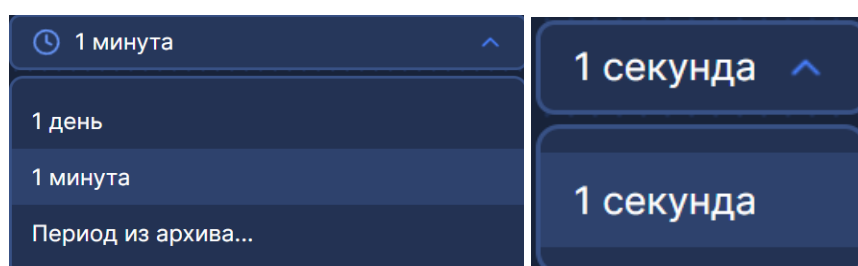 1 минута
1 день
1 минута
Период из архива...
1 секунда
1 секунда